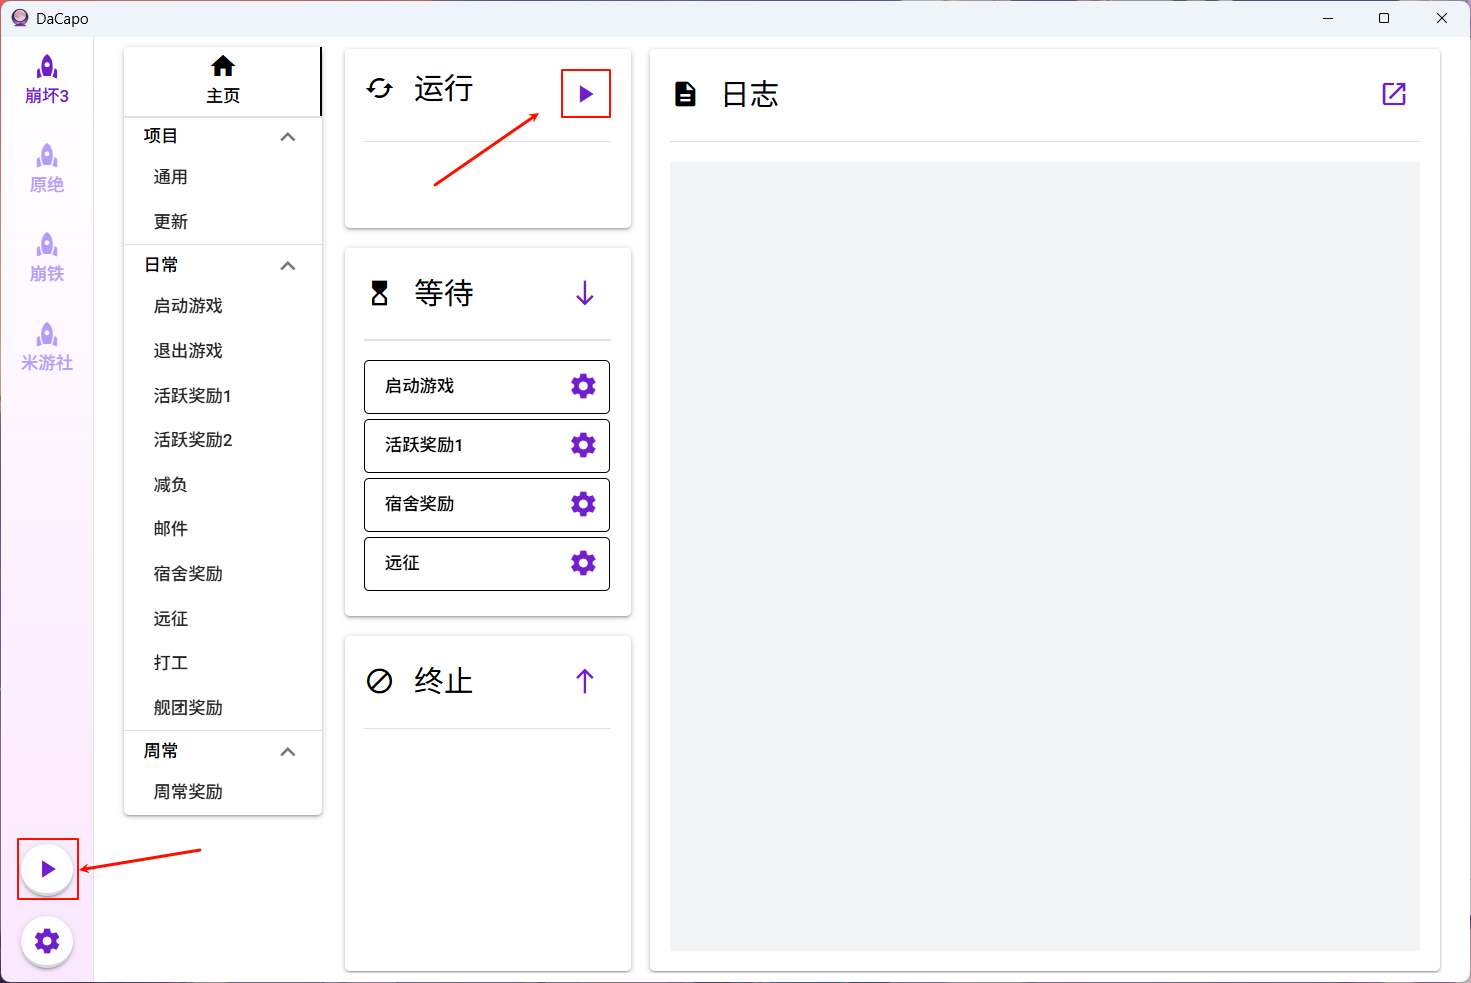 DaCapo
崩坏3
原绝
崩铁
米游社
主页
项目
通用
更新
日常
启动游戏
退出游戏
活跃奖励1
活跃奖励2
减负
邮件
宿舍奖励
远征
打工
舰团奖励
周常
周常奖励
运行
等待
启动游戏
活跃奖励1
宿舍奖励
远征
终止
日志